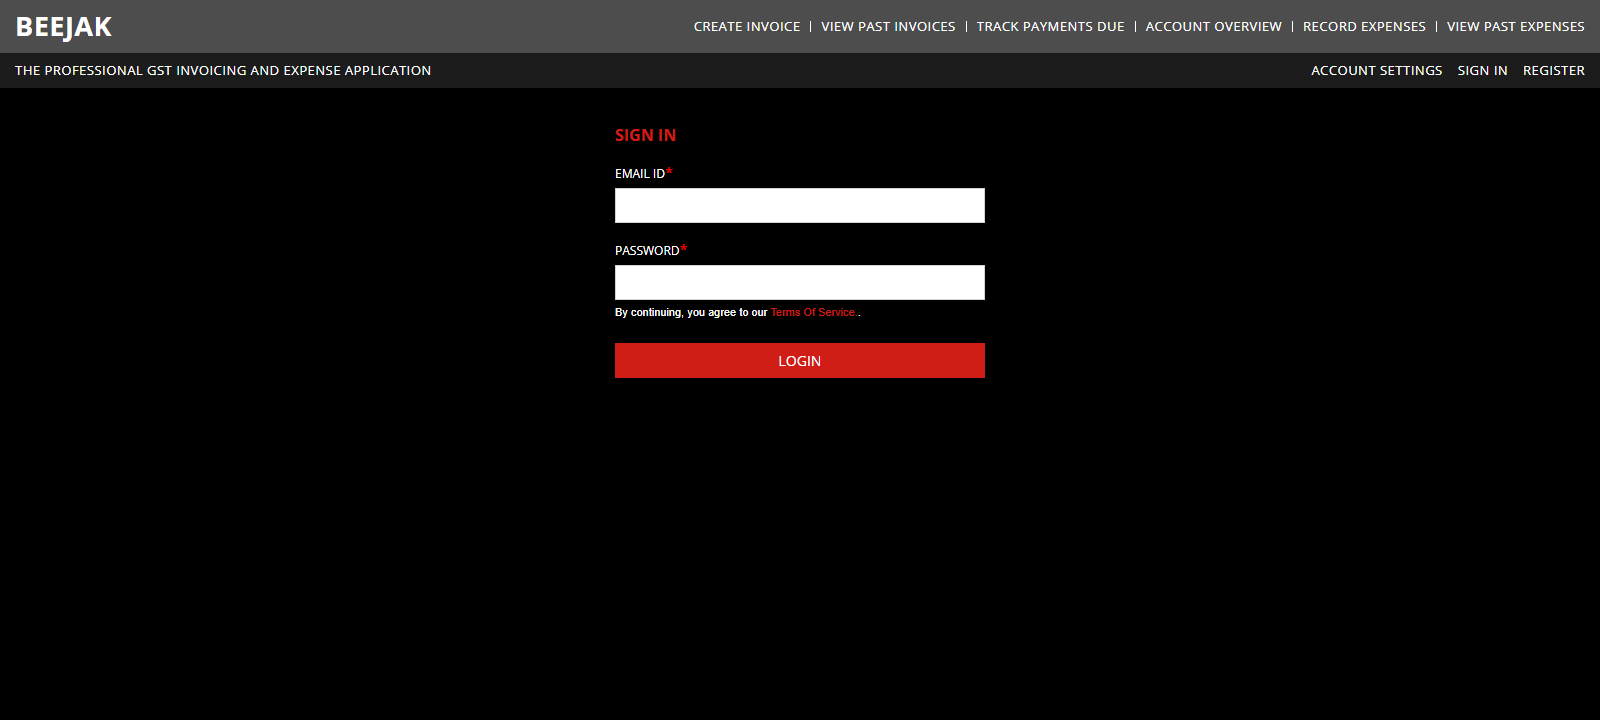 BEEJAK
CREATE INVOICE | VIEW PAST INVOICES | TRACK PAYMENTS DUE | ACCOUNT OVERVIEW | RECORD EXPENSES | VIEW PAST EXPENSES
THE PROFESSIONAL GST INVOICING AND EXPENSE APPLICATION
ACCOUNT SETTINGS SIGN IN REGISTER
SIGN IN
EMAIL ID*
PASSWORD*
By continuing, you agree to our Terms Of Service..
LOGIN